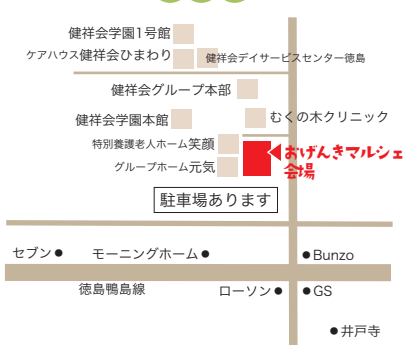 健祥会学園1号館
ケアハウス健祥会ひまわり
健祥会デイサービスセンター徳島
健祥会グループ本部
健祥会学園本館
むくの木クリニック
特別養護老人ホーム笑顔
おげんきマルシェ
会場
グループホーム元気
駐車場あります
セブン
モーニングホーム
Bunzo
徳島鴨島線
ローソン
GS
井戸寺